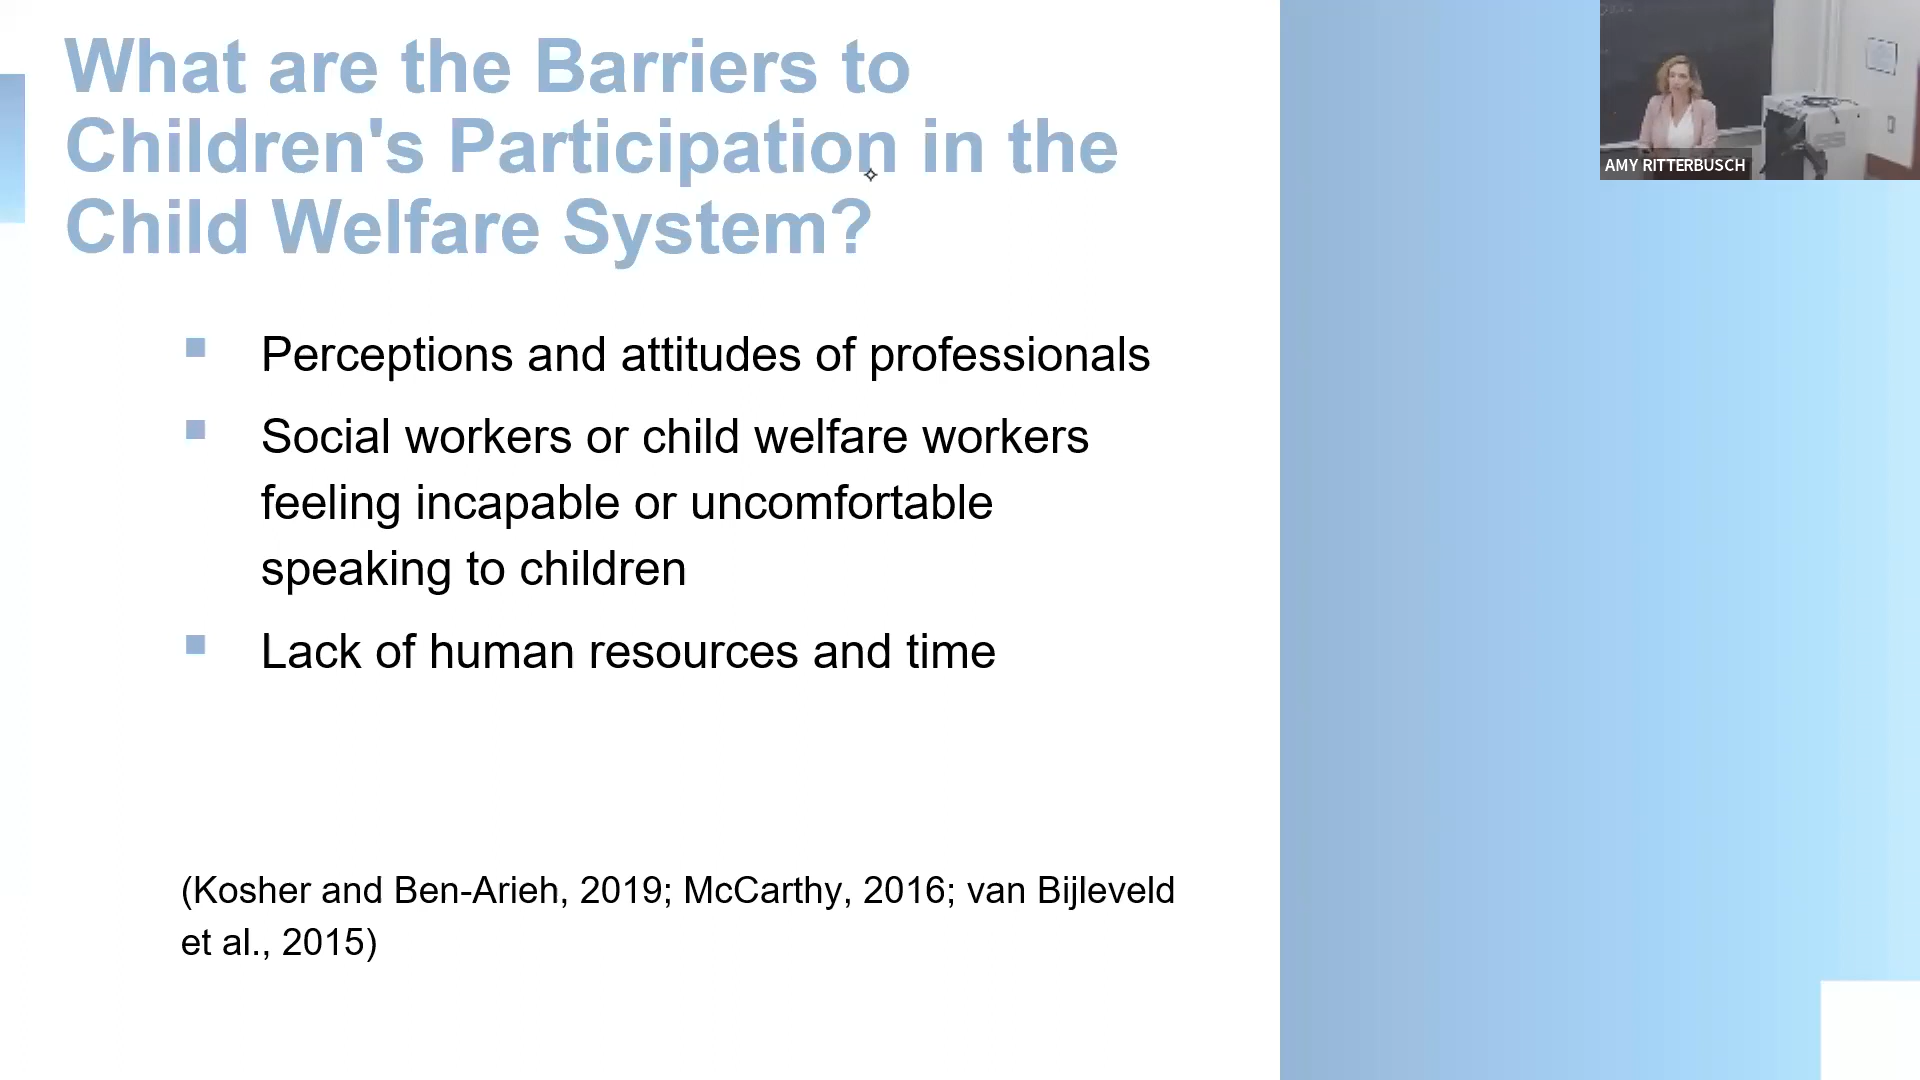 What are the Barriers to
Children's Participation in the
Child Welfare System?
Perceptions and attitudes of professionals
Social workers or child welfare workers
feeling incapable or uncomfortable
speaking to children
Lack of human resources and time
(Kosher and Ben-Arieh, 2019; McCarthy, 2016; van Bijleveld
et al., 2015)
AMY RITTERBUSCH